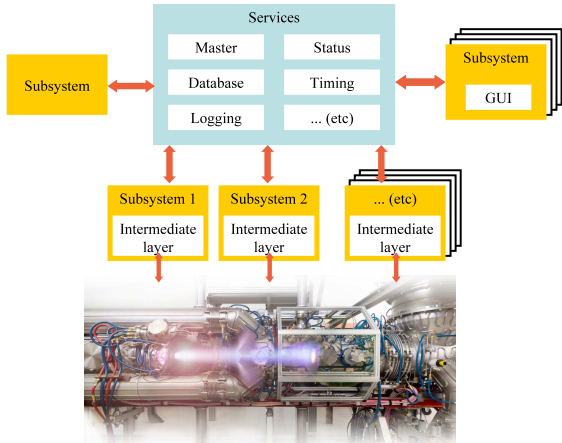 Services
Master
Status
Subsystem
Database
Timing
Logging
... (etc)
Subsystem
GUI
Subsystem 1
Intermediate
layer
Subsystem 2
Intermediate
layer
... (etc)
Intermediate
layer